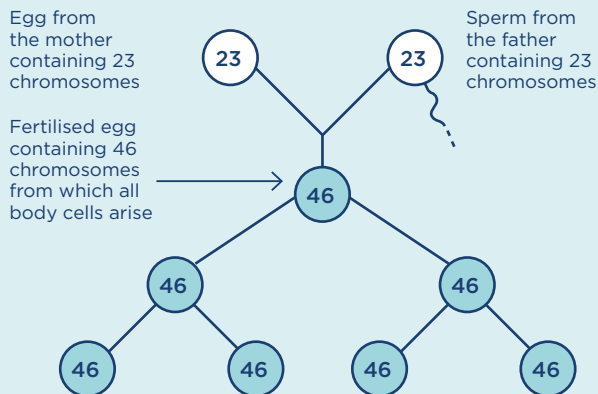 Egg from
the mother
containing 23
chromosomes
23
23
Sperm from
the father
containing 23
chromosomes
Fertilised egg
containing 46
chromosomes
from which all
body cells arise
46
46
46
46
46
46
46